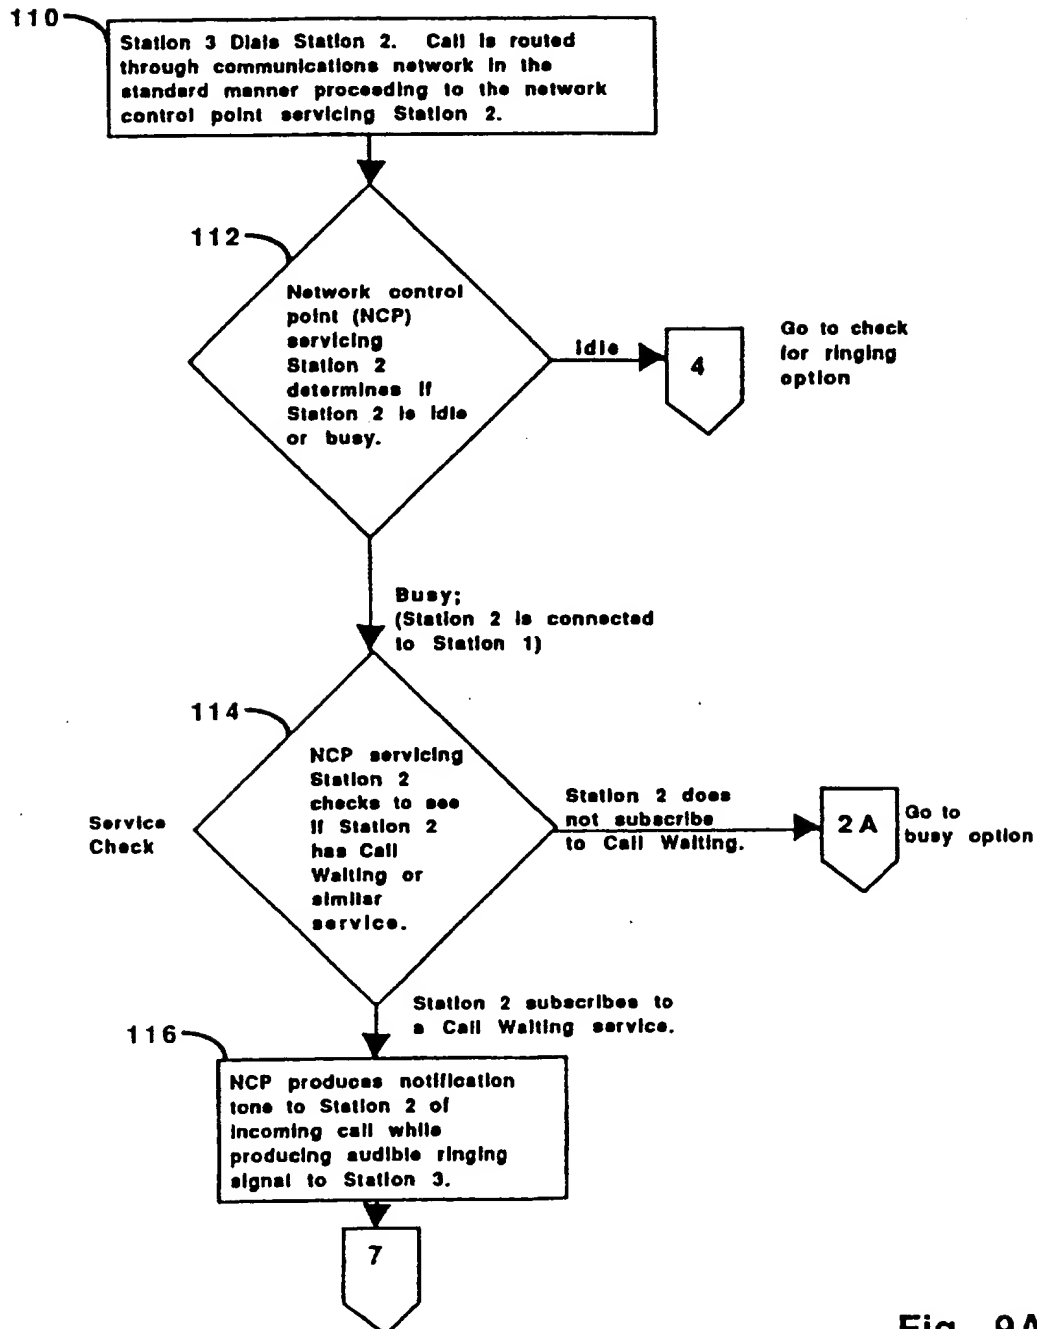 110
Station 3 Dials Station 2. Call is routed
through communications network in the
standard manner proceeding to the network
control point servicing Station 2.
112
Network control
point (NCP)
servicing
Station 2
determines if
Station 2 is idle
or busy.
Idle
4
Go to check
for ringing
option
Busy;
(Station 2 is connected
to Station 1)
114
Service
Check
NCP servicing
Station 2
checks to see
if Station 2
has Call
Waiting or
similar
service.
Station 2 does
not subscribe
to Call Waiting.
2A
Go to
busy option
Station 2 subscribes to
a Call Waiting service.
116
NCP produces notification
tone to Station 2 of
incoming call while
producing audible ringing
signal to Station 3.
7
Fig. 9A